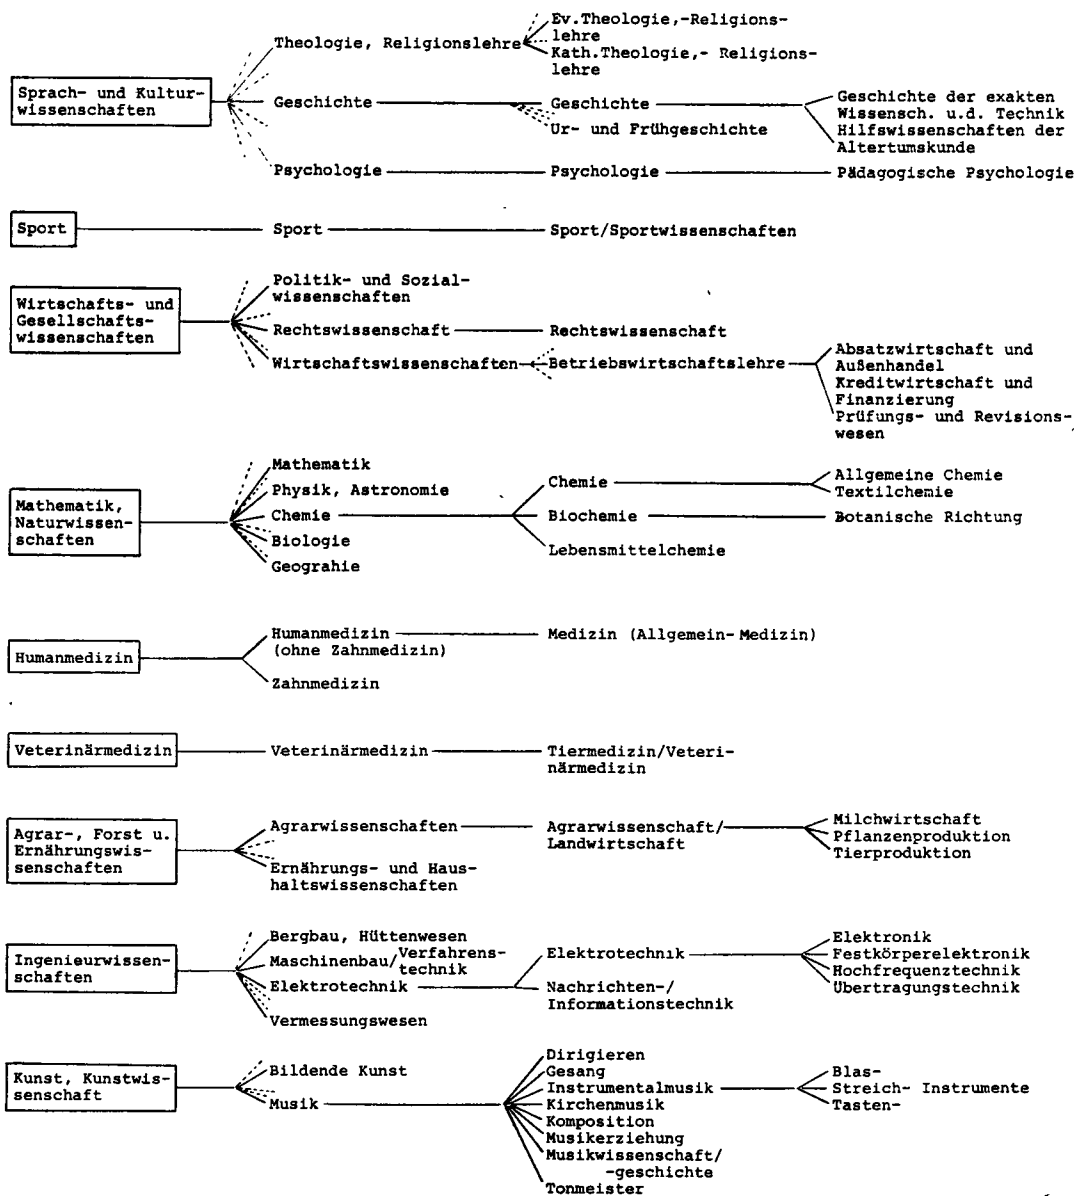 Theologie, Religionslehre
Ev.Theologie,-Religions-
lehre
Kath.Theologie,- Religions-
lehre
Sprach- und Kultur-
wissenschaften
Geschichte
Geschichte
Ur- und Frühgeschichte
Geschichte der exakten
Wissensch. u.d. Technik
Hilfswissenschaften der
Altertumskunde
Psychologie
Psychologie
Pädagogische Psychologie
Sport
Sport
Sport/Sportwissenschaften
Wirtschafts- und
Gesellschafts-
wissenschaften
Politik- und Sozial-
wissenschaften
Rechtswissenschaft
Rechtswissenschaft
Wirtschaftswissenschaften
Betriebswirtschaftslehre
Absatzwirtschaft und
Außenhandel
Kreditwirtschaft und
Finanzierung
Prüfungs- und Revisions-
wesen
Mathematik,
Naturwissen-
schaften
Mathematik
Physik, Astronomie
Chemie
Biologie
Geograhie
Chemie
Biochemie
Lebensmittelchemie
Allgemeine Chemie
Textilchemie
Botanische Richtung
Humanmedizin
Humanmedizin
(ohne Zahnmedizin)
Zahnmedizin
Medizin (Allgemein-Medizin)
Veterinärmedizin
Veterinärmedizin
Tiermedizin/Veteri-
närmedizin
Agrar-, Forst u.
Ernährungswis-
senschaften
Agrarwissenschaften
Ernährungs- und Haus-
haltswissenschaften
Agrarwissenschaft/
Landwirtschaft
Milchwirtschaft
Pflanzenproduktion
Tierproduktion
Ingenieurwissen-
schaften
Bergbau, Hüttenwesen
Maschinenbau/Verfahrens-
technik
Elektrotechnik
Vermessungswesen
Elektrotechnik
Nachrichten-/
Informationstechnik
Elektronik
Festkörperelektronik
Hochfrequenztechnik
Übertragungstechnik
Kunst, Kunstwis-
senschaft
Bildende Kunst
Musik
Dirigieren
Gesang
Instrumentalmusik
Kirchenmusik
Komposition
Musikerziehung
Musikwissenschaft/
-geschichte
Tonmeister
Blas-
Streich- Instrumente
Tasten-